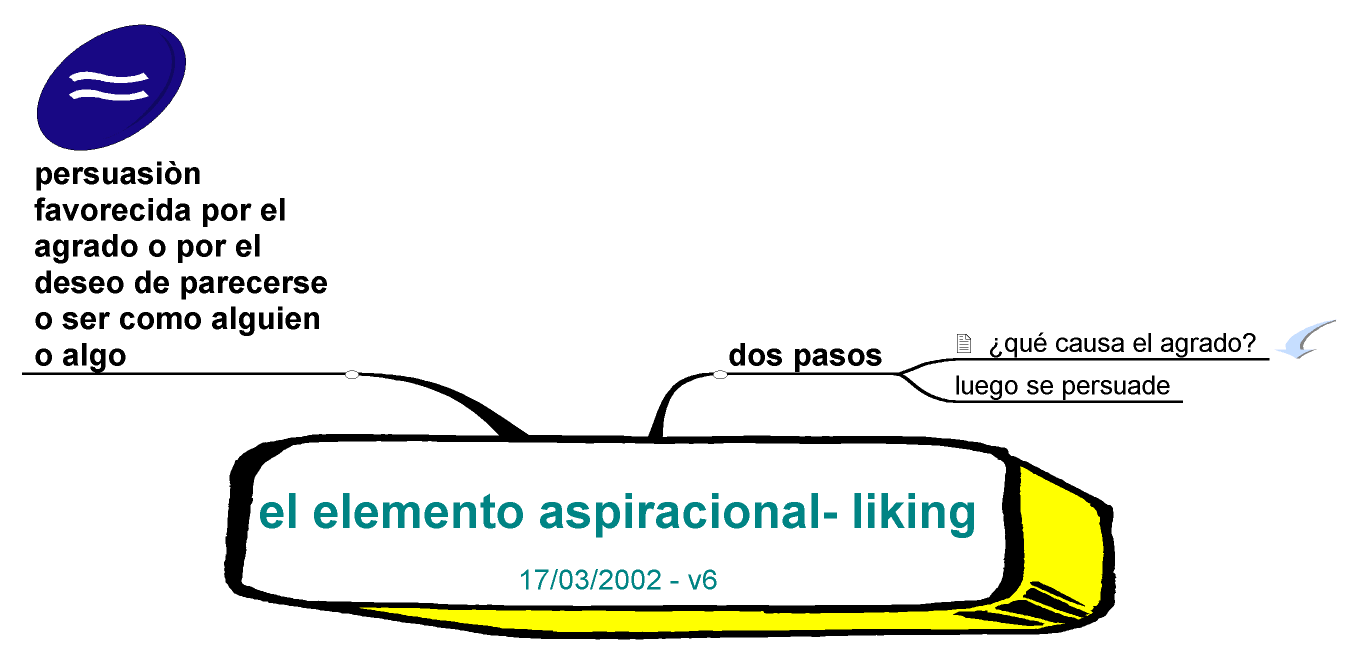 persuasiòn
favorecida por el
agrado o por el
deseo de parecerse
o ser como alguien
o algo
dos pasos
¿qué causa el agrado?
luego se persuade
el elemento aspiracional- liking
17/03/2002 - v6